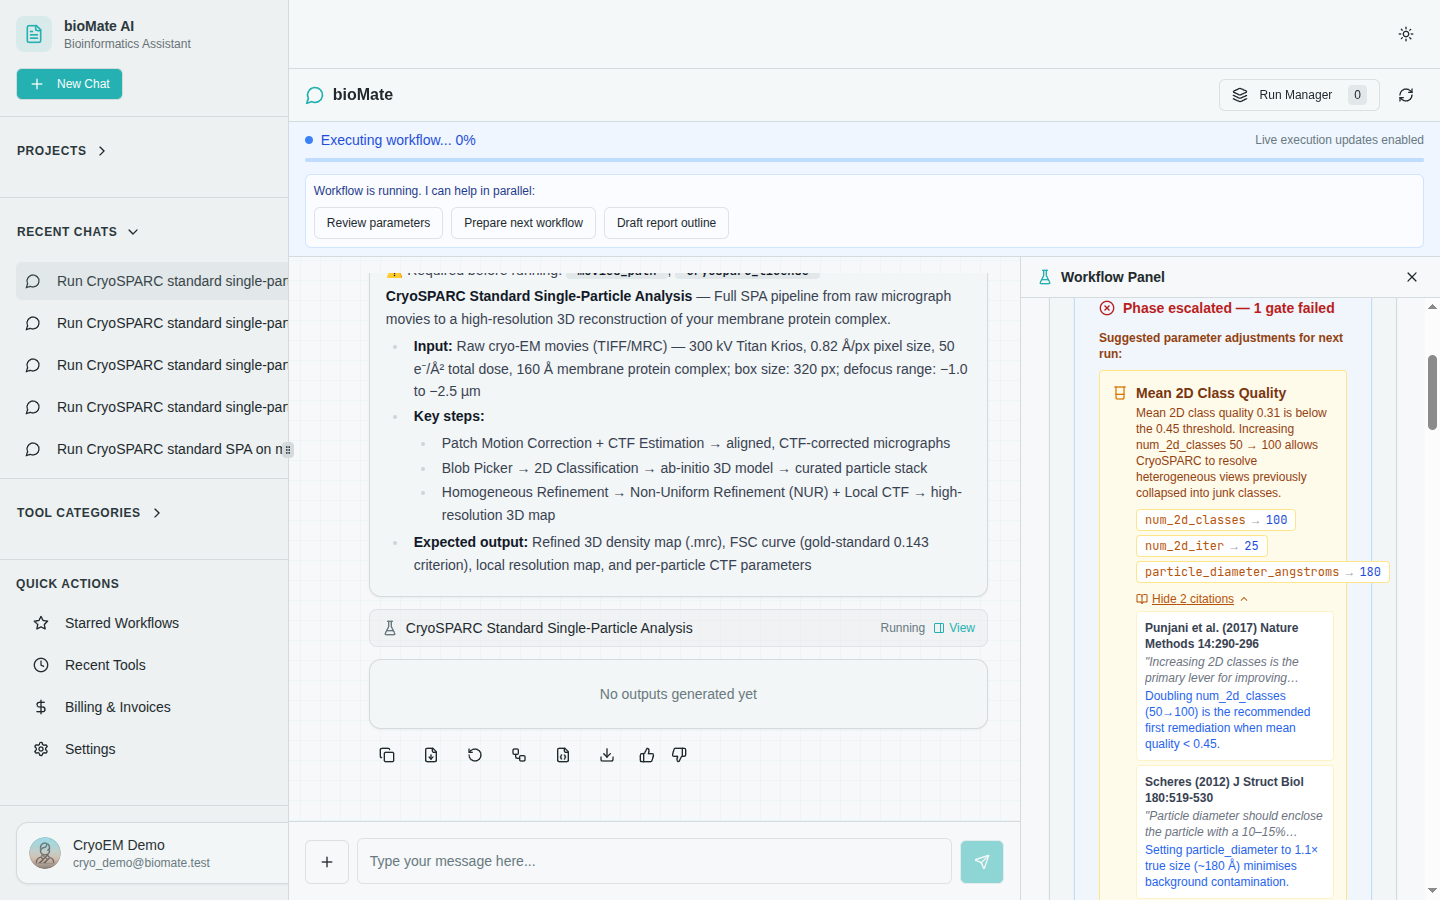 bioMate AI
Bioinformatics Assistant
New Chat
PROJECTS
RECENT CHATS
Run CryoSPARC standard single-par
Run CryoSPARC standard single-par
Run CryoSPARC standard single-par
Run CryoSPARC standard single-par
Run CryoSPARC standard SPA on m
TOOL CATEGORIES
QUICK ACTIONS
Starred Workflows
Recent Tools
Billing & Invoices
Settings
CryoEM Demo
cryo_demo@biomate.test
bioMate
Run Manager 0
Executing workflow... 0%
Live execution updates enabled
Workflow is running. I can help in parallel:
Review parameters
Prepare next workflow
Draft report outline
Required before running: movies_path, cryosparc_license
CryoSPARC Standard Single-Particle Analysis — Full SPA pipeline from raw micrograph
movies to a high-resolution 3D reconstruction of your membrane protein complex.
Input: Raw cryo-EM movies (TIFF/MRC) — 300 kV Titan Krios, 0.82 Å/px pixel size, 50
e⁻/Å² total dose, 160 Å membrane protein complex; box size: 320 px; defocus range: −1.0
to −2.5 µm
Key steps:
Patch Motion Correction + CTF Estimation → aligned, CTF-corrected micrographs
Blob Picker → 2D Classification → ab-initio 3D model → curated particle stack
Homogeneous Refinement → Non-Uniform Refinement (NUR) + Local CTF → high-
resolution 3D map
Expected output: Refined 3D density map (.mrc), FSC curve (gold-standard 0.143
criterion), local resolution map, and per-particle CTF parameters
CryoSPARC Standard Single-Particle Analysis
Running
View
No outputs generated yet
Type your message here...
Workflow Panel
Phase escalated — 1 gate failed
Suggested parameter adjustments for next
run:
Mean 2D Class Quality
Mean 2D class quality 0.31 is below
the 0.45 threshold. Increasing
num_2d_classes 50 → 100 allows
CryoSPARC to resolve
heterogeneous views previously
collapsed into junk classes.
num_2d_classes → 100
num_2d_iter → 25
particle_diameter_angstroms → 180
Hide 2 citations
Punjani et al. (2017) Nature
Methods 14:290-296
"Increasing 2D classes is the
primary lever for improving…
Doubling num_2d_classes
(50→100) is the recommended
first remediation when mean
quality < 0.45.
Scheres (2012) J Struct Biol
180:519-530
"Particle diameter should enclose
the particle with a 10–15%…
Setting particle_diameter to 1.1×
true size (~180 Å) minimises
background contamination.